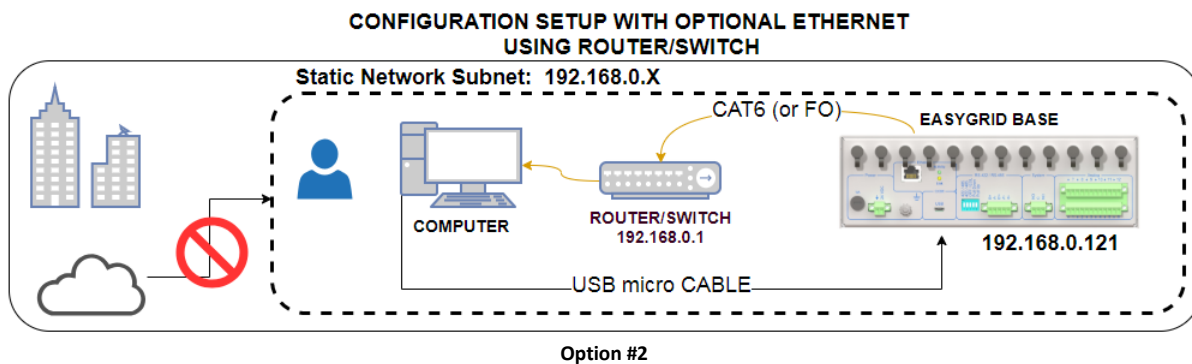 CONFIGURATION SETUP WITH OPTIONAL ETHERNET
USING ROUTER/SWITCH
Static Network Subnet: 192.168.0.X
CAT6 (or FO)
EASYGRID BASE
COMPUTER
ROUTER/SWITCH
192.168.0.1
192.168.0.121
USB micro CABLE
Option #2